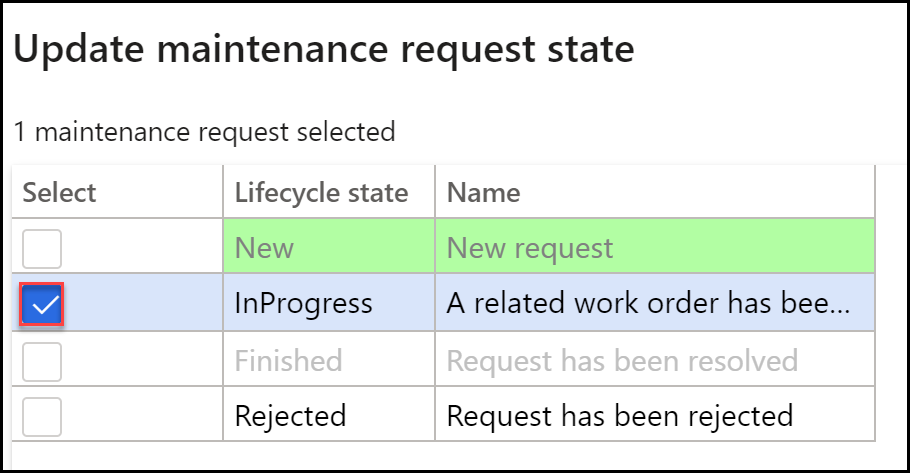 Update maintenance request state
1 maintenance request selected
Select Lifecycle state Name
New New request
InProgress A related work order has bee...
Finished Request has been resolved
Rejected Request has been rejected